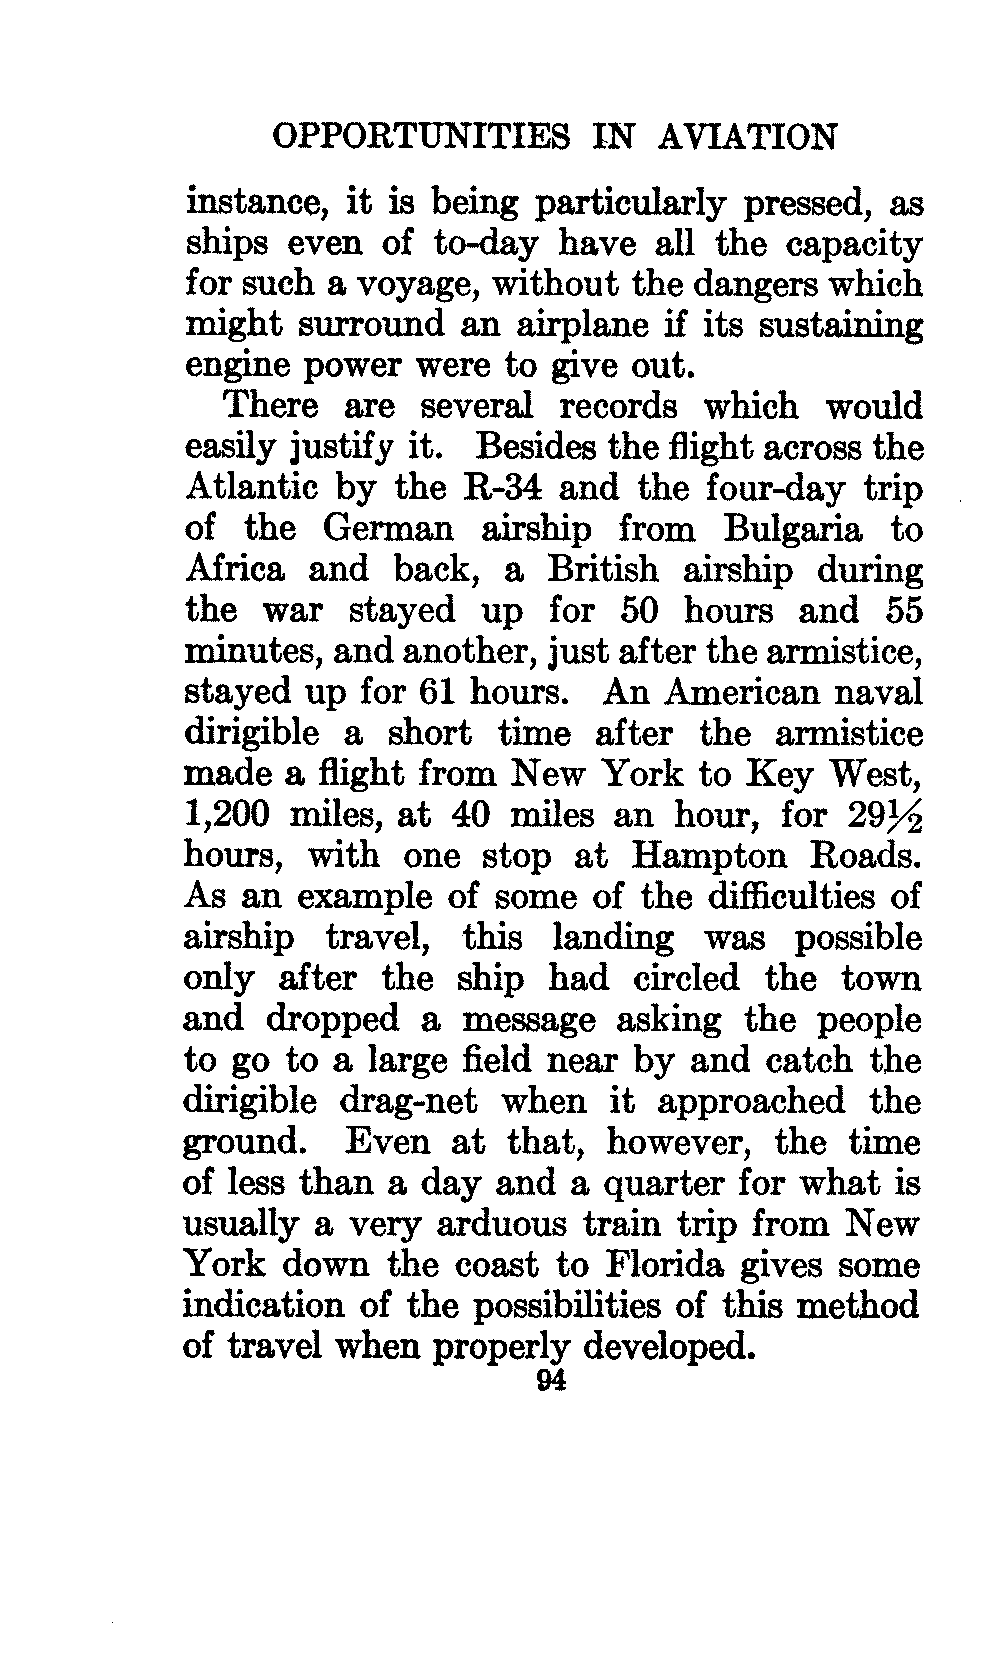 OPPORTUNITIES IN AVIATION
instance, it is being particularly pressed, as
ships even of to-day have all the capacity
for such a voyage, without the dangers which
might surround an airplane if its sustaining
engine power were to give out.
There are several records which would
easily justify it. Besides the flight across the
Atlantic by the R-34 and the four-day trip
of the German airship from Bulgaria to
Africa and back, a British airship during
the war stayed up for 50 hours and 55
minutes, and another, just after the armistice,
stayed up for 61 hours. An American naval
dirigible a short time after the armistice
made a flight from New York to Key West,
1,200 miles, at 40 miles an hour, for 29½
hours, with one stop at Hampton Roads.
As an example of some of the difficulties of
airship travel, this landing was possible
only after the ship had circled the town
and dropped a message asking the people
to go to a large field near by and catch the
dirigible drag-net when it approached the
ground. Even at that, however, the time
of less than a day and a quarter for what is
usually a very arduous train trip from New
York down the coast to Florida gives some
indication of the possibilities of this method
of travel when properly developed.
94